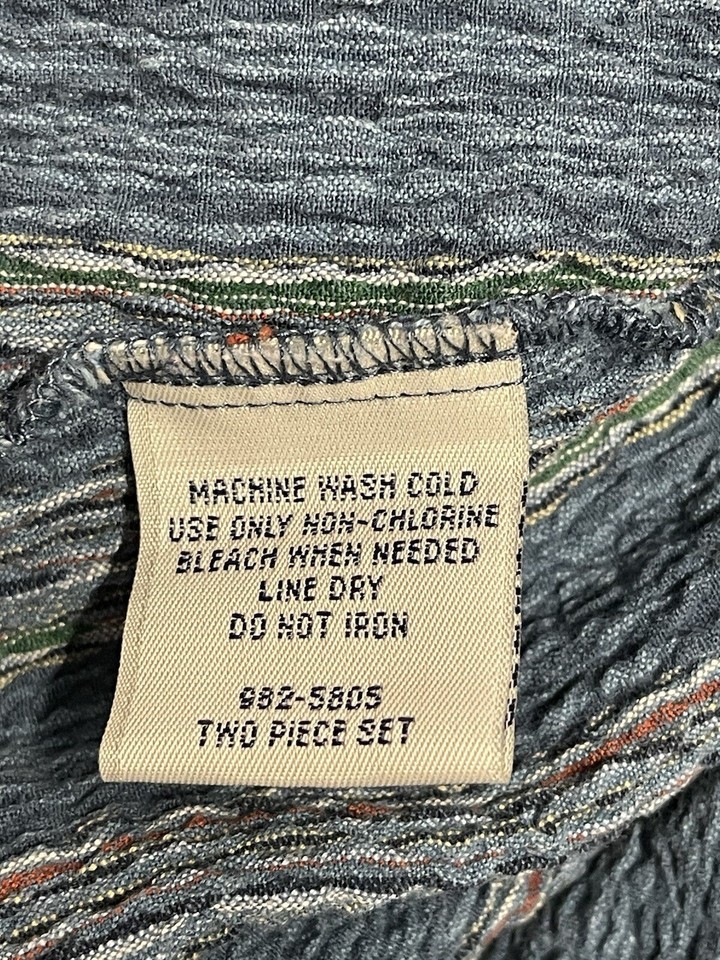 MACHINE WASH COLD
USE ONLY NON-CHLORINE
BLEACH WHEN NEEDED
LINE DRY
DO NOT IRON
982-5805
TWO PIECE SET